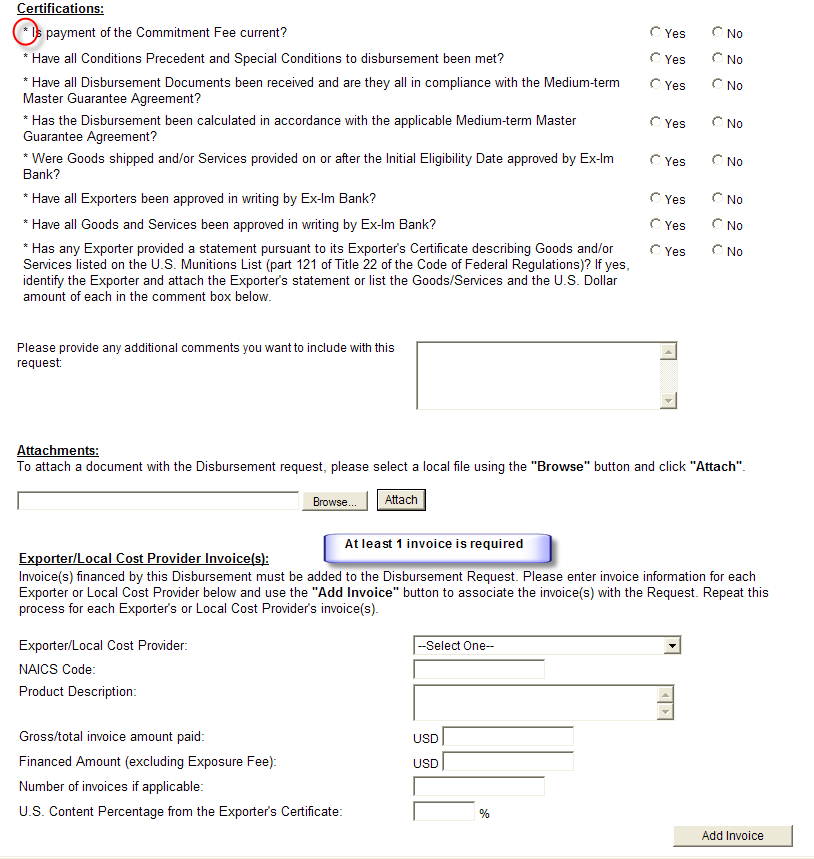 Certifications:
* Is payment of the Commitment Fee current? Yes No
* Have all Conditions Precedent and Special Conditions to disbursement been met? Yes No
* Have all Disbursement Documents been received and are they all in compliance with the Medium-term Yes No
Master Guarantee Agreement?
* Has the Disbursement been calculated in accordance with the applicable Medium-term Master Yes No
Guarantee Agreement?
* Were Goods shipped and/or Services provided on or after the Initial Eligibility Date approved by Ex-Im Yes No
Bank?
* Have all Exporters been approved in writing by Ex-Im Bank? Yes No
* Have all Goods and Services been approved in writing by Ex-Im Bank? Yes No
* Has any Exporter provided a statement pursuant to its Exporter's Certificate describing Goods and/or Yes No
Services listed on the U.S. Munitions List (part 121 of Title 22 of the Code of Federal Regulations)? If yes,
identify the Exporter and attach the Exporter's statement or list the Goods/Services and the U.S. Dollar
amount of each in the comment box below.
Please provide any additional comments you want to include with this
request:
Attachments:
To attach a document with the Disbursement request, please select a local file using the "Browse" button and click "Attach".
Browse... Attach
At least 1 invoice is required
Exporter/Local Cost Provider Invoice(s):
Invoice(s) financed by this Disbursement must be added to the Disbursement Request. Please enter invoice information for each
Exporter or Local Cost Provider below and use the "Add Invoice" button to associate the invoice(s) with the Request. Repeat this
process for each Exporter's or Local Cost Provider's invoice(s).
Exporter/Local Cost Provider: --Select One--
NAICS Code:
Product Description:
Gross/total invoice amount paid: USD
Financed Amount (excluding Exposure Fee): USD
Number of invoices if applicable:
U.S. Content Percentage from the Exporter's Certificate: %
Add Invoice